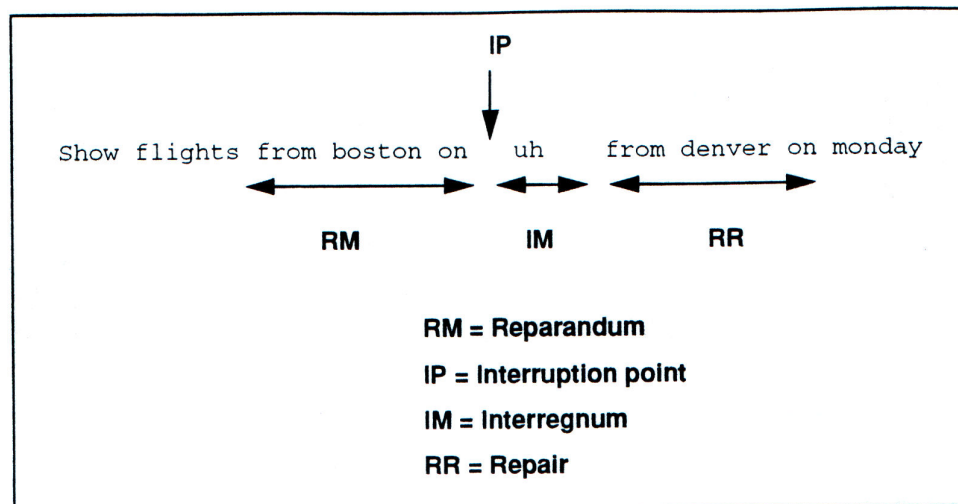 IP
Show flights from boston on uh from denver on monday
RM IM RR
RM = Reparandum
IP = Interruption point
IM = Interregnum
RR = Repair